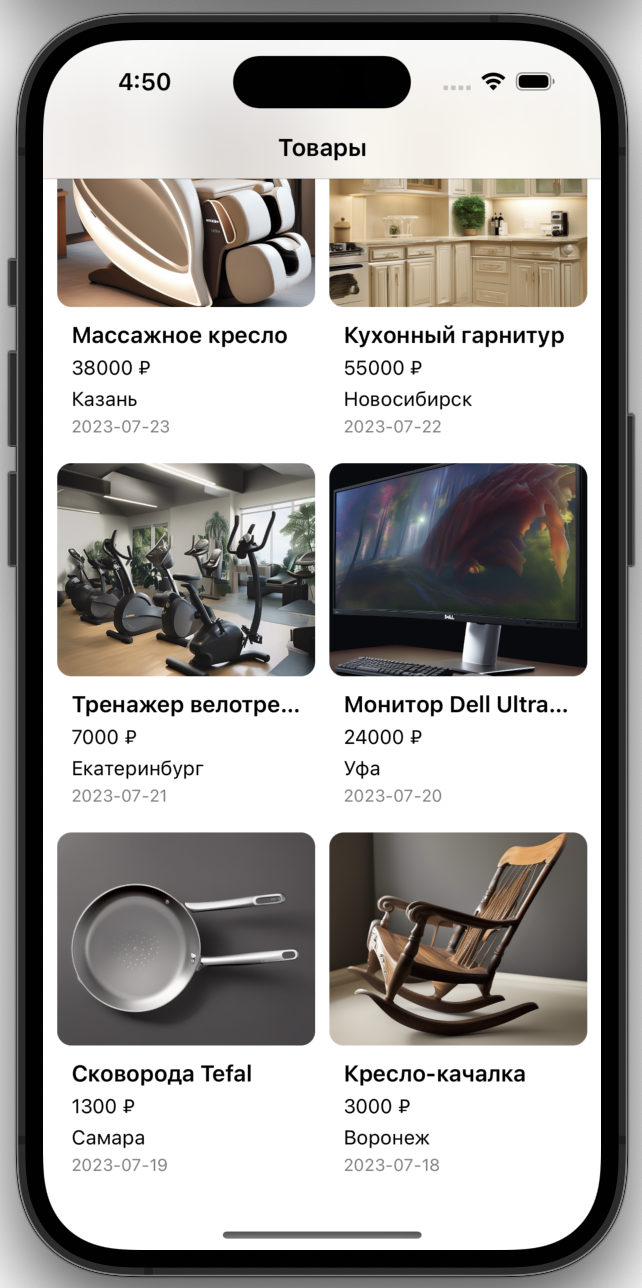 4:50
Товары
Массажное кресло
38000 ₽
Казань
2023-07-23
Кухонный гарнитур
55000 ₽
Новосибирск
2023-07-22
DELL
Тренажер велотре...
7000 ₽
Екатеринбург
2023-07-21
Монитор Dell Ultra...
24000 ₽
Уфа
2023-07-20
Сковорода Tefal
1300 ₽
Самара
2023-07-19
Кресло-качалка
3000 ₽
Воронеж
2023-07-18